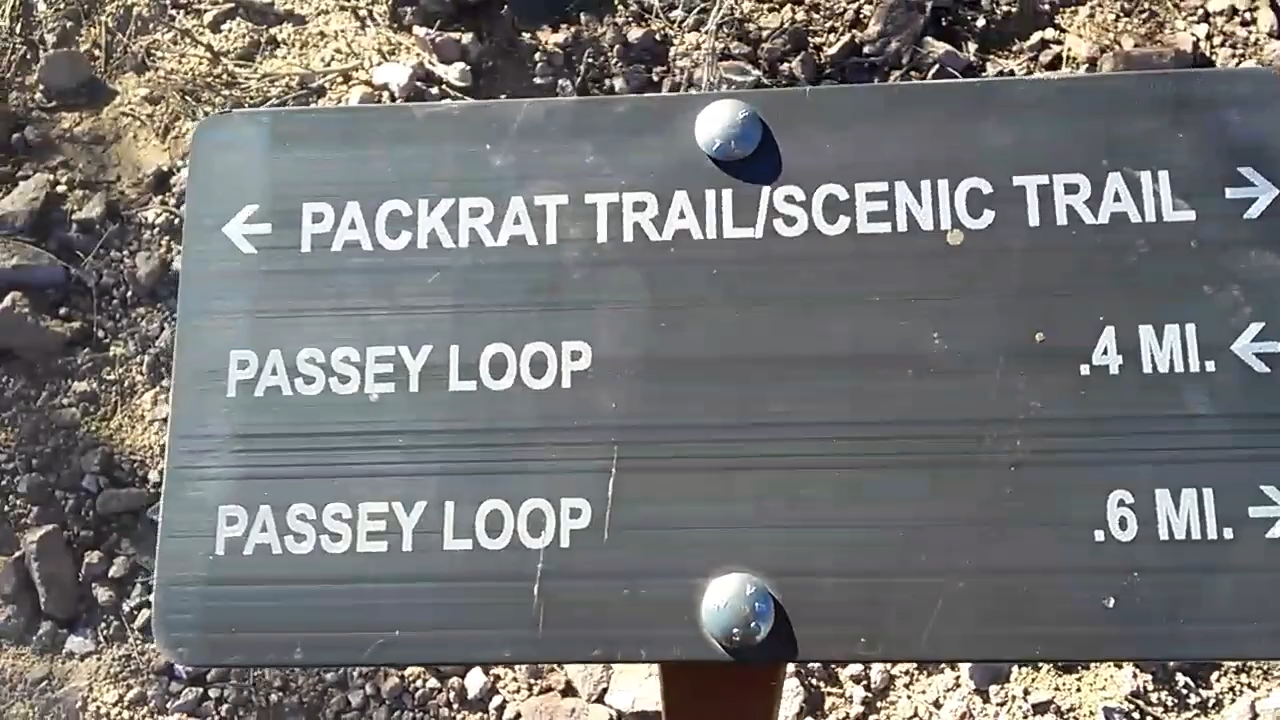 ← PACKRAT TRAIL/SCENIC TRAIL →
PASSEY LOOP .4 MI. ←
PASSEY LOOP .6 MI. →